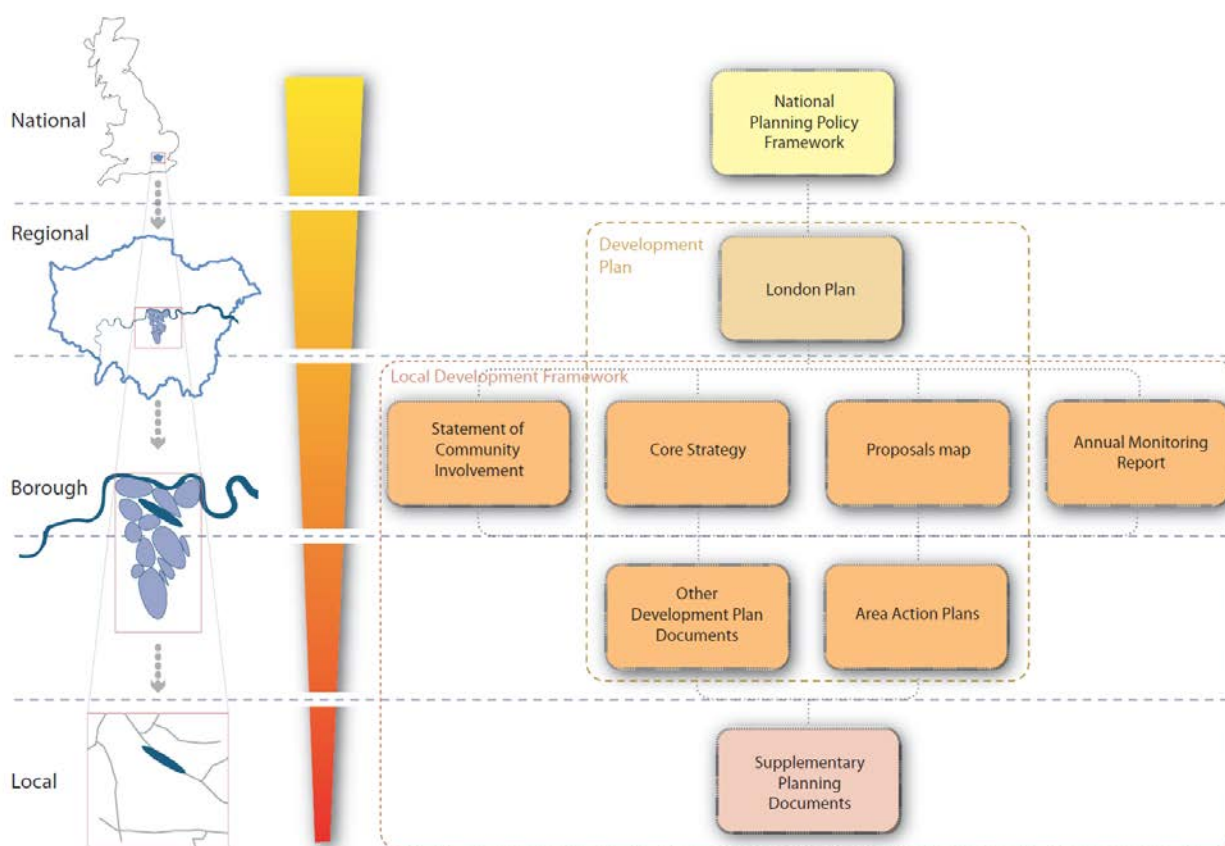 National
National
Planning Policy
Framework
Regional
Development
Plan
London Plan
Local Development Framework
Statement of
Community
Involvement
Core Strategy
Proposals map
Annual Monitoring
Report
Borough
Other
Development Plan
Documents
Area Action Plans
Local
Supplementary
Planning
Documents